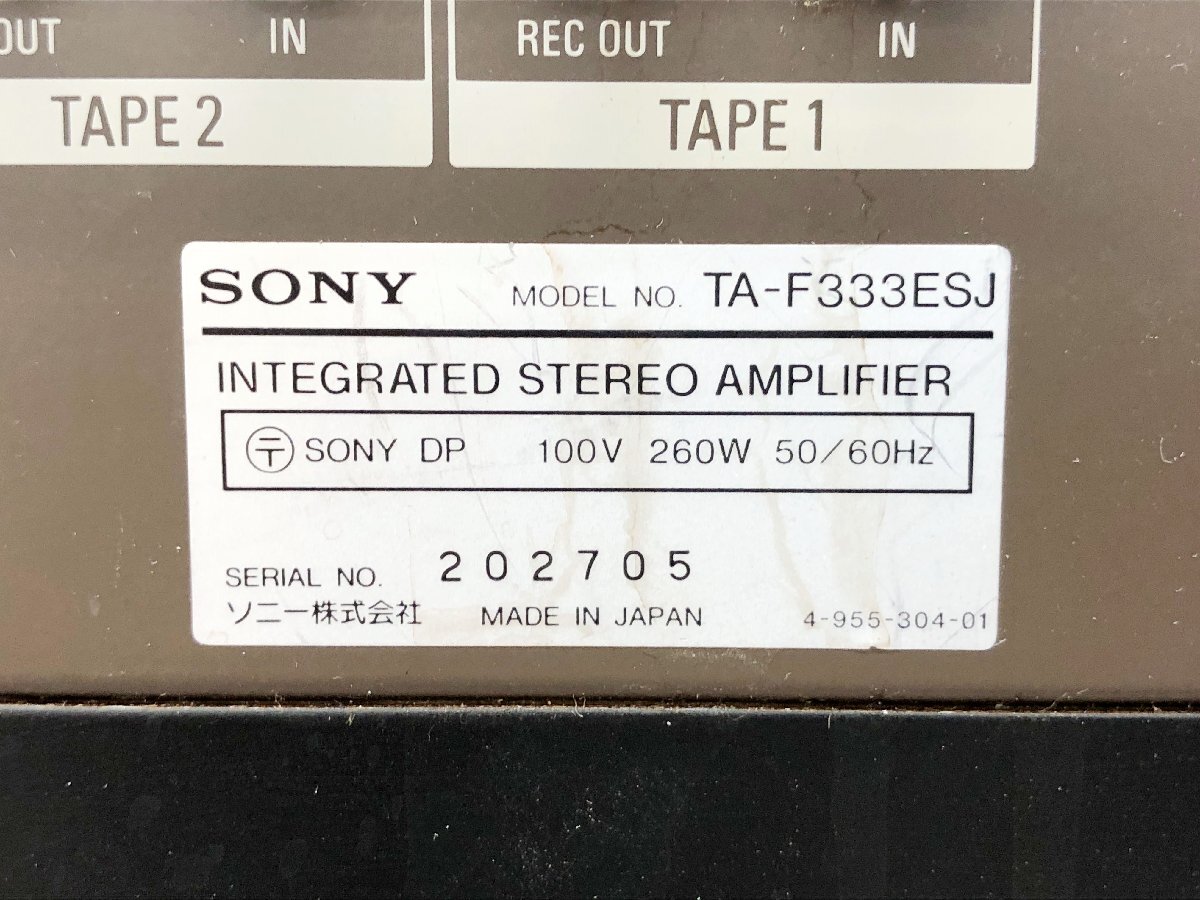 OUT IN REC OUT IN
TAPE 2 TAPE 1
SONY MODEL NO. TA-F333ESJ
INTEGRATED STEREO AMPLIFIER
〶 SONY DP 100V 260W 50/60Hz
SERIAL NO. 202705
ソニー株式会社 MADE IN JAPAN 4-955-304-01